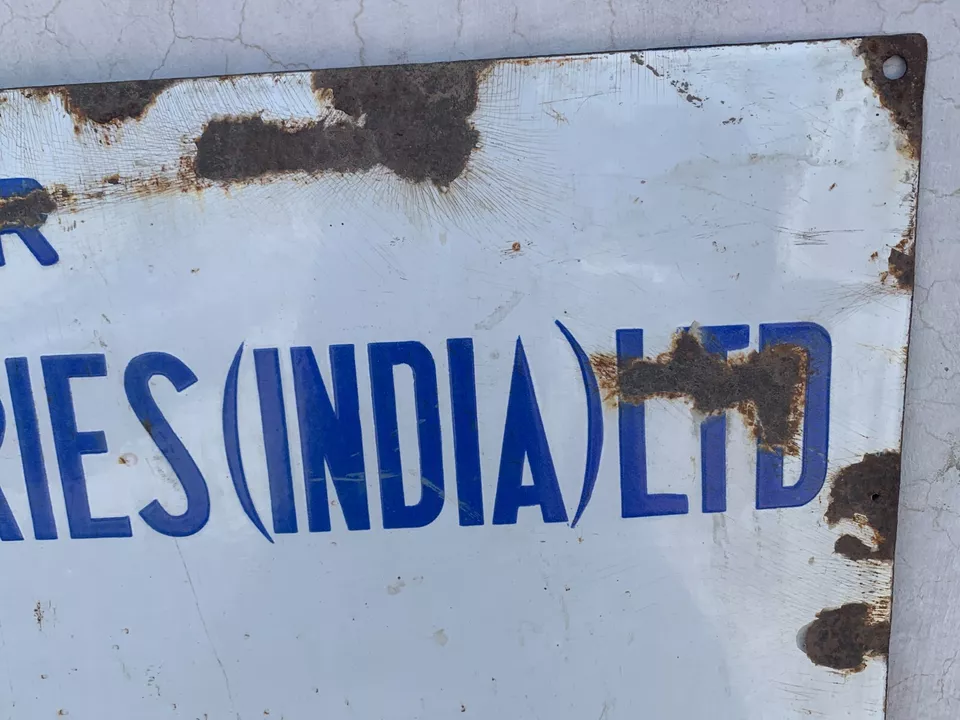 R
RIES (INDIA) LTD